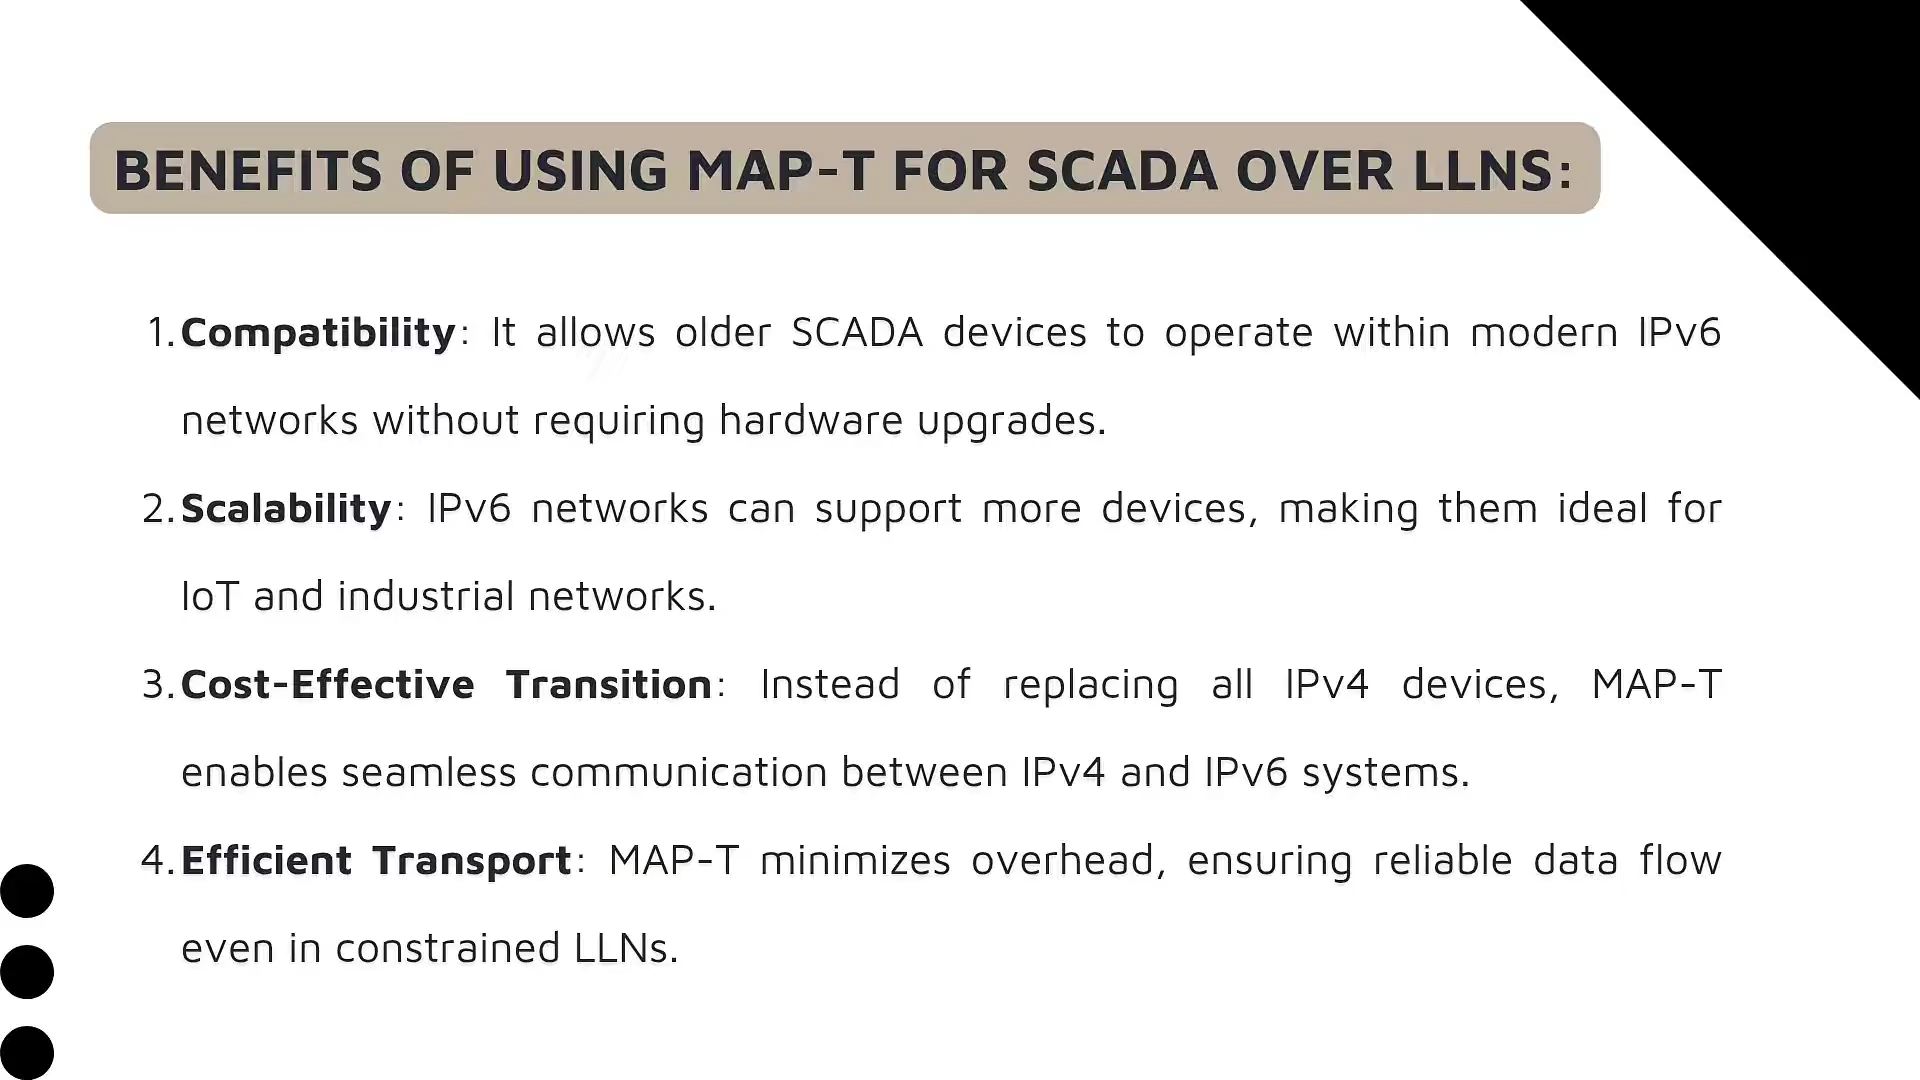 BENEFITS OF USING MAP-T FOR SCADA OVER LLNS:
1. Compatibility: It allows older SCADA devices to operate within modern IPv6
networks without requiring hardware upgrades.
2. Scalability: IPv6 networks can support more devices, making them ideal for
IoT and industrial networks.
3. Cost-Effective Transition: Instead of replacing all IPv4 devices, MAP-T
enables seamless communication between IPv4 and IPv6 systems.
4. Efficient Transport: MAP-T minimizes overhead, ensuring reliable data flow
even in constrained LLNs.